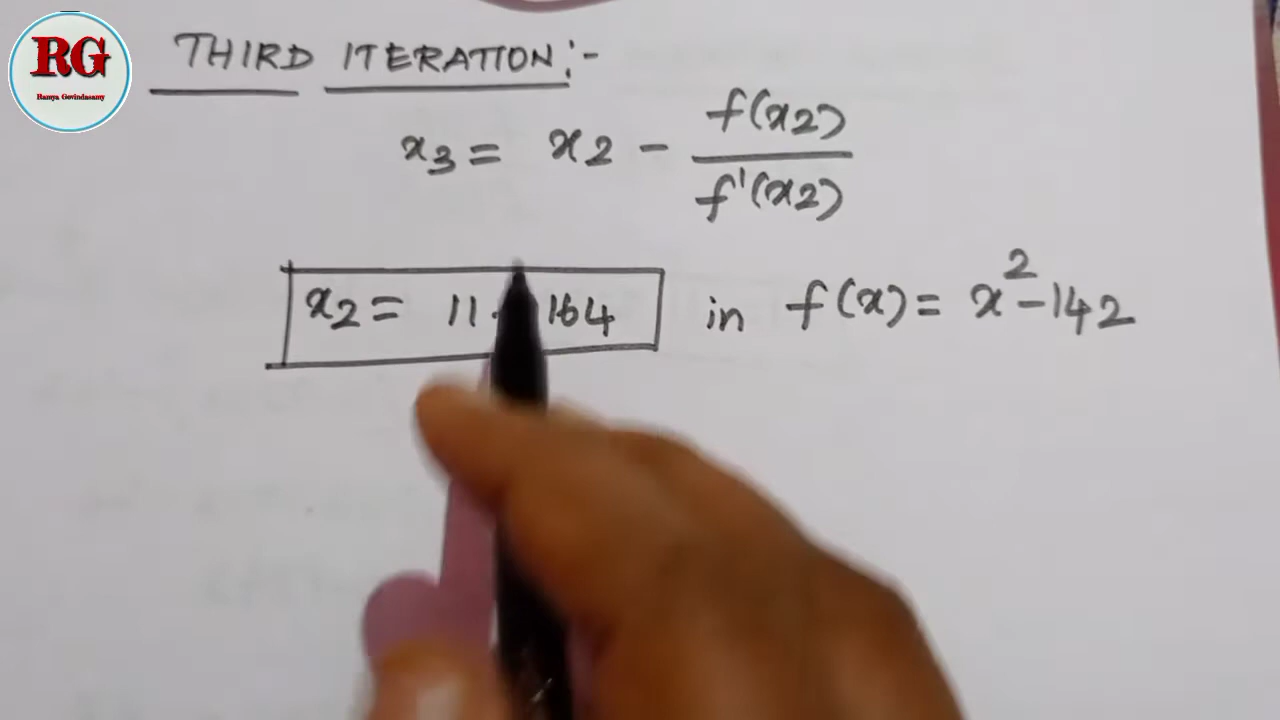 RG
Ramya Govindasamy
THIRD ITERATION:-
x3 = x2 - f(x2)
f'(x2)
x2 = 11. 164 in f(x) = x²-142